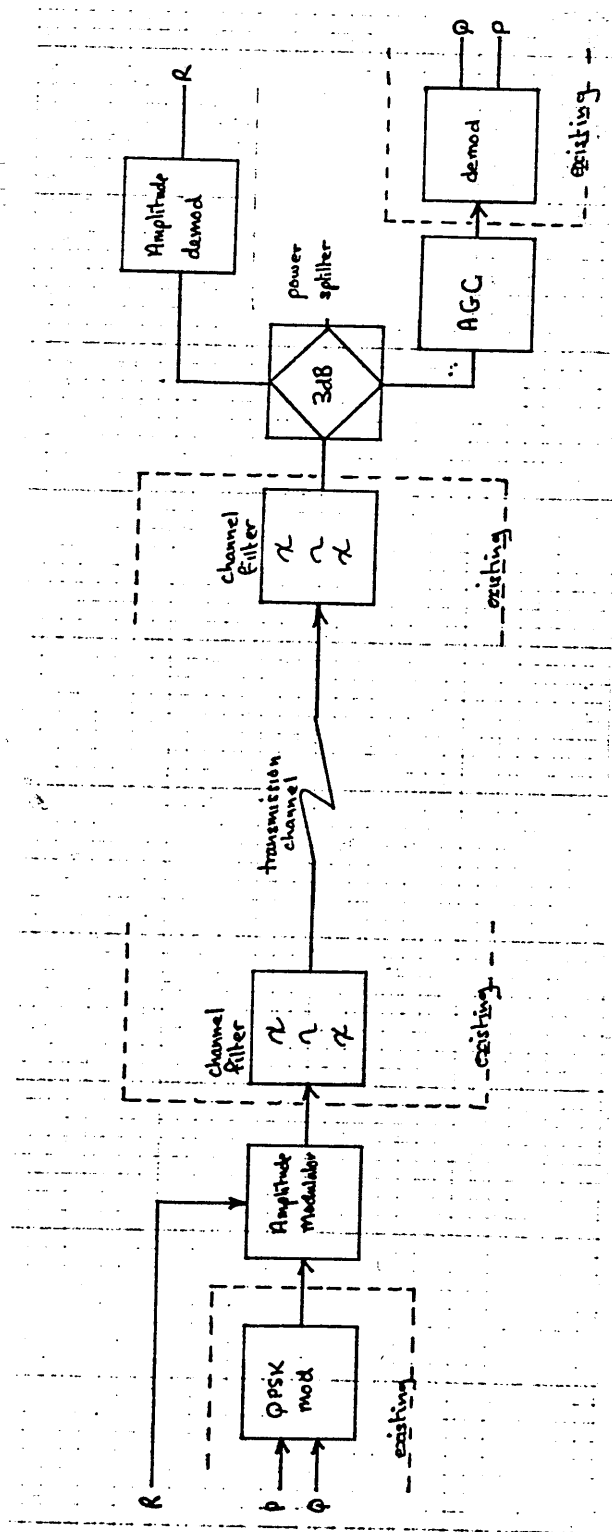 R
P
Q
QPSK
mod
existing
Amplitude
modulator
channel
filter
existing
transmission
channel
channel
filter
existing
3dB
power
splitter
Amplitude
demod
R
A.G.C
demod
existing
Q
P